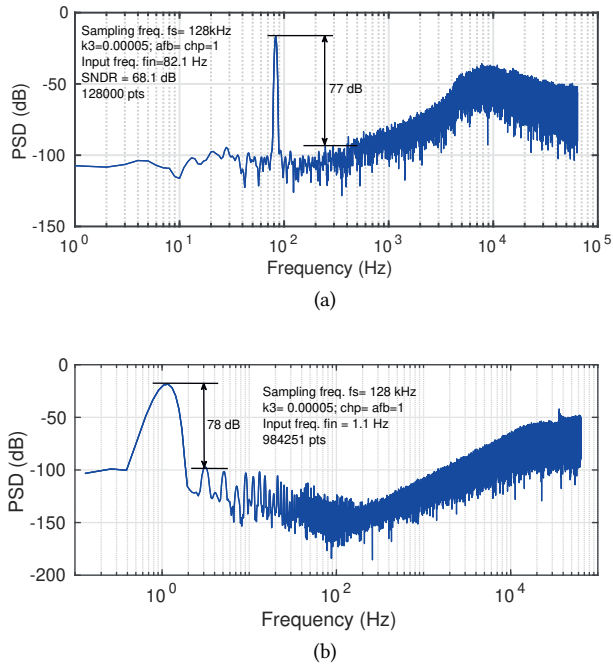 0
Sampling freq. fs= 128kHz
k3=0.00005; afb= chp=1
Input freq. fin=82.1 Hz
SNDR = 68.1 dB
128000 pts
77 dB
-50
-100
-150
PSD (dB)
10^0 10^1 10^2 10^3 10^4 10^5
Frequency (Hz)
(a)
0
Sampling freq. fs= 128 kHz
k3= 0.00005; chp= afb=1
Input freq. fin = 1.1 Hz
984251 pts
78 dB
-50
-100
-150
-200
PSD (dB)
10^0 10^2 10^4
Frequency (Hz)
(b)